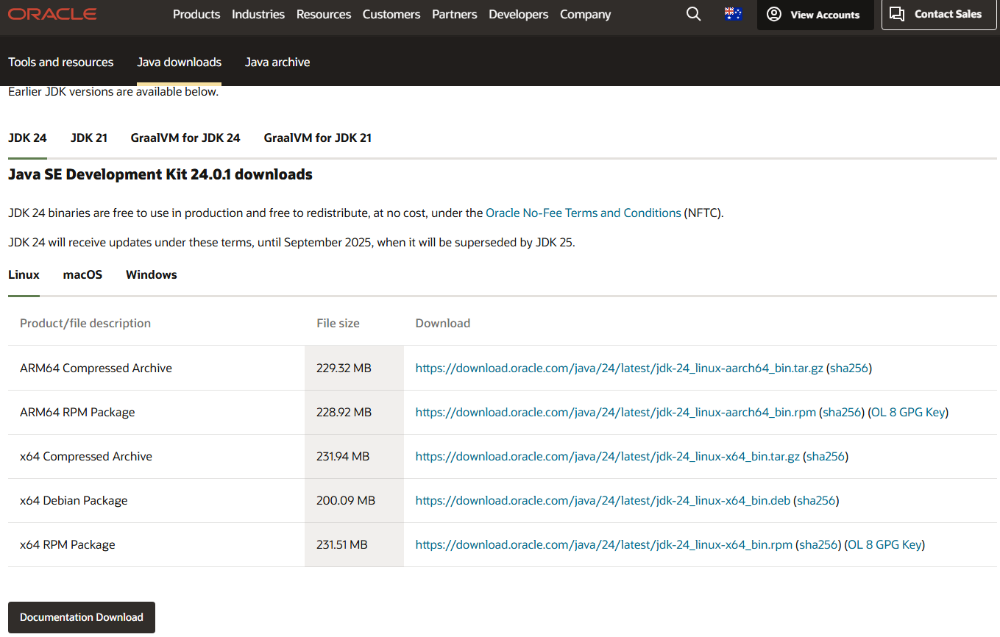 ORACLE Products Industries Resources Customers Partners Developers Company View Accounts Contact Sales
Tools and resources Java downloads Java archive
Earlier JDK versions are available below.
JDK 24 JDK 21 GraalVM for JDK 24 GraalVM for JDK 21
Java SE Development Kit 24.0.1 downloads
JDK 24 binaries are free to use in production and free to redistribute, at no cost, under the Oracle No-Fee Terms and Conditions (NFTC).
JDK 24 will receive updates under these terms, until September 2025, when it will be superseded by JDK 25.
Linux macOS Windows
Product/file description File size Download
ARM64 Compressed Archive 229.32 MB https://download.oracle.com/java/24/latest/jdk-24_linux-aarch64_bin.tar.gz (sha256)
ARM64 RPM Package 228.92 MB https://download.oracle.com/java/24/latest/jdk-24_linux-aarch64_bin.rpm (sha256) (OL 8 GPG Key)
x64 Compressed Archive 231.94 MB https://download.oracle.com/java/24/latest/jdk-24_linux-x64_bin.tar.gz (sha256)
x64 Debian Package 200.09 MB https://download.oracle.com/java/24/latest/jdk-24_linux-x64_bin.deb (sha256)
x64 RPM Package 231.51 MB https://download.oracle.com/java/24/latest/jdk-24_linux-x64_bin.rpm (sha256) (OL 8 GPG Key)
Documentation Download